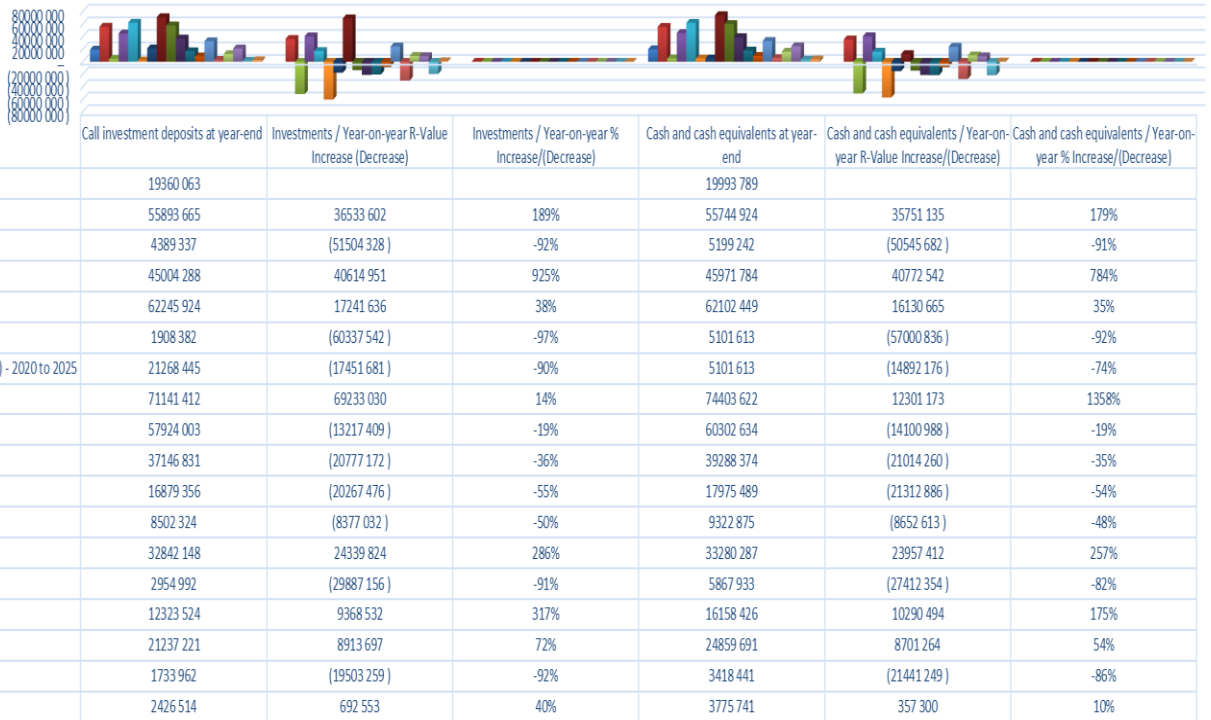 80000 000
60000 000
40000 000
20000 000
–
(20000 000 )
(40000 000 )
(60000 000 )
(80000 000 )
Call investment deposits at year-end Investments / Year-on-year R-Value Increase (Decrease) Investments / Year-on-year % Increase/(Decrease) Cash and cash equivalents at year-end Cash and cash equivalents / Year-on-year R-Value Increase/(Decrease) Cash and cash equivalents / Year-on-year % Increase/(Decrease)
19360 063 19993 789
55893 665 36533 602 189% 55744 924 35751 135 179%
4389 337 (51504 328 ) -92% 5199 242 (50545 682 ) -91%
45004 288 40614 951 925% 45971 784 40772 542 784%
62245 924 17241 636 38% 62102 449 16130 665 35%
1908 382 (60337 542 ) -97% 5101 613 (57000 836 ) -92%
) - 2020 to 2025 21268 445 (17451 681 ) -90% 5101 613 (14892 176 ) -74%
71141 412 69233 030 14% 74403 622 12301 173 1358%
57924 003 (13217 409 ) -19% 60302 634 (14100 988 ) -19%
37146 831 (20777 172 ) -36% 39288 374 (21014 260 ) -35%
16879 356 (20267 476 ) -55% 17975 489 (21312 886 ) -54%
8502 324 (8377 032 ) -50% 9322 875 (8652 613 ) -48%
32842 148 24339 824 286% 33280 287 23957 412 257%
2954 992 (29887 156 ) -91% 5867 933 (27412 354 ) -82%
12323 524 9368 532 317% 16158 426 10290 494 175%
21237 221 8913 697 72% 24859 691 8701 264 54%
1733 962 (19503 259 ) -92% 3418 441 (21441 249 ) -86%
2426 514 692 553 40% 3775 741 357 300 10%